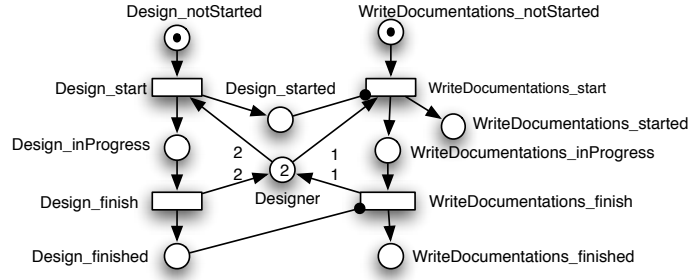 Design_notStarted
WriteDocumentations_notStarted
Design_start
Design_started
WriteDocumentations_start
WriteDocumentations_started
Design_inProgress
2
1
WriteDocumentations_inProgress
2
2
1
Designer
Design_finish
WriteDocumentations_finish
Design_finished
WriteDocumentations_finished